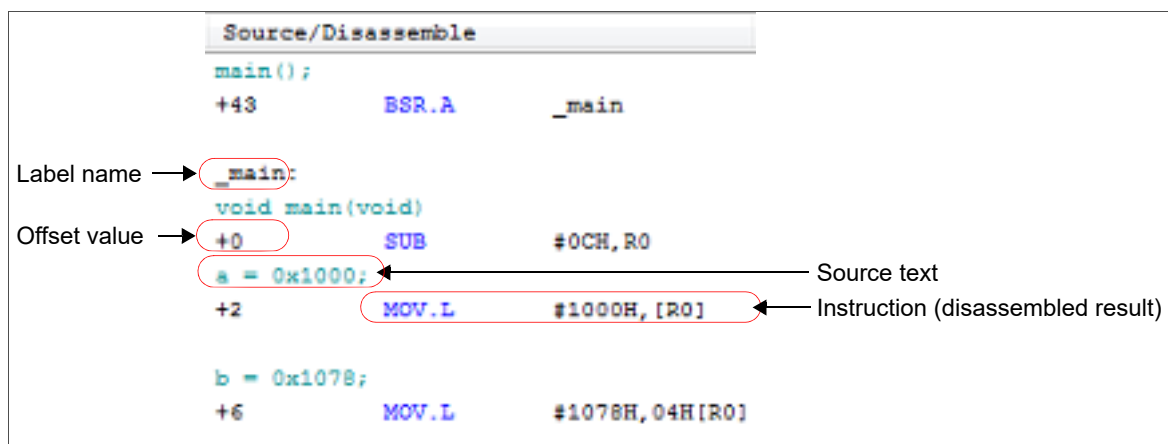 Source/Disassemble
main();
+43 BSR.A _main
Label name _main:
void main(void)
Offset value +0 SUB #0CH,R0
a = 0x1000; Source text
+2 MOV.L #1000H,[R0] Instruction (disassembled result)
b = 0x1078;
+6 MOV.L #1078H,04H[R0]